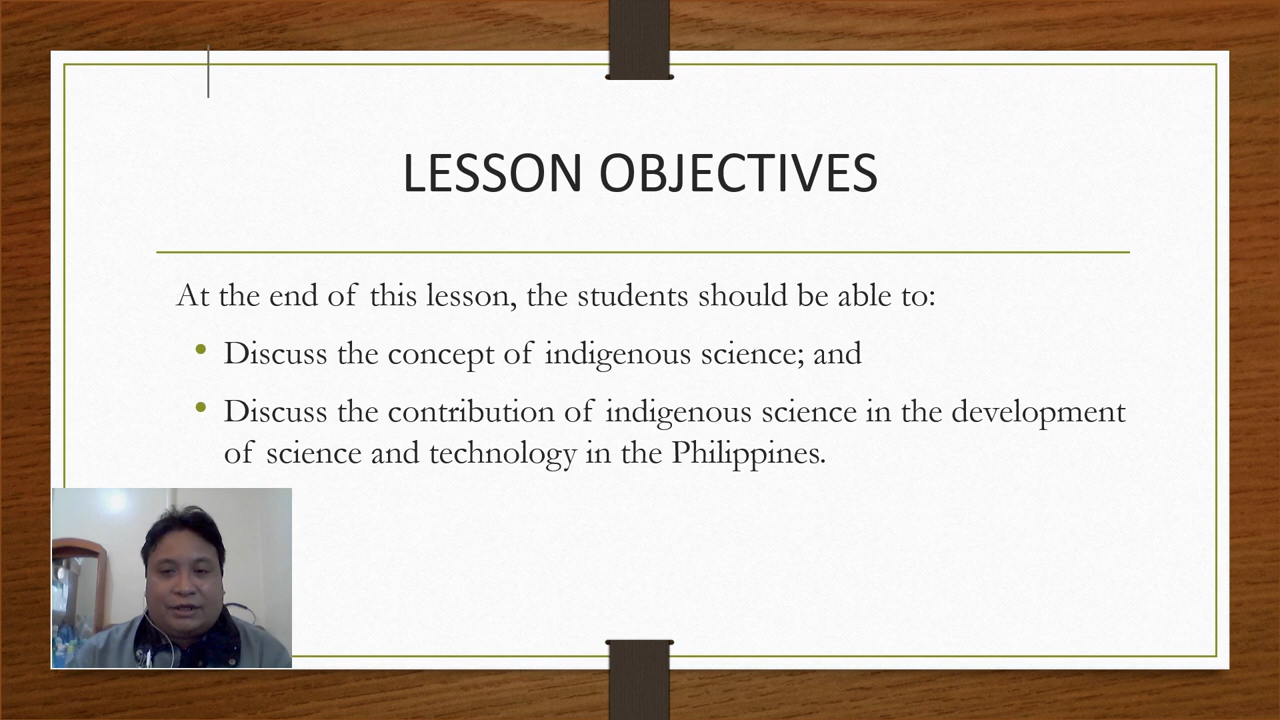 LESSON OBJECTIVES
At the end of this lesson, the students should be able to:
• Discuss the concept of indigenous science; and
• Discuss the contribution of indigenous science in the development
of science and technology in the Philippines.